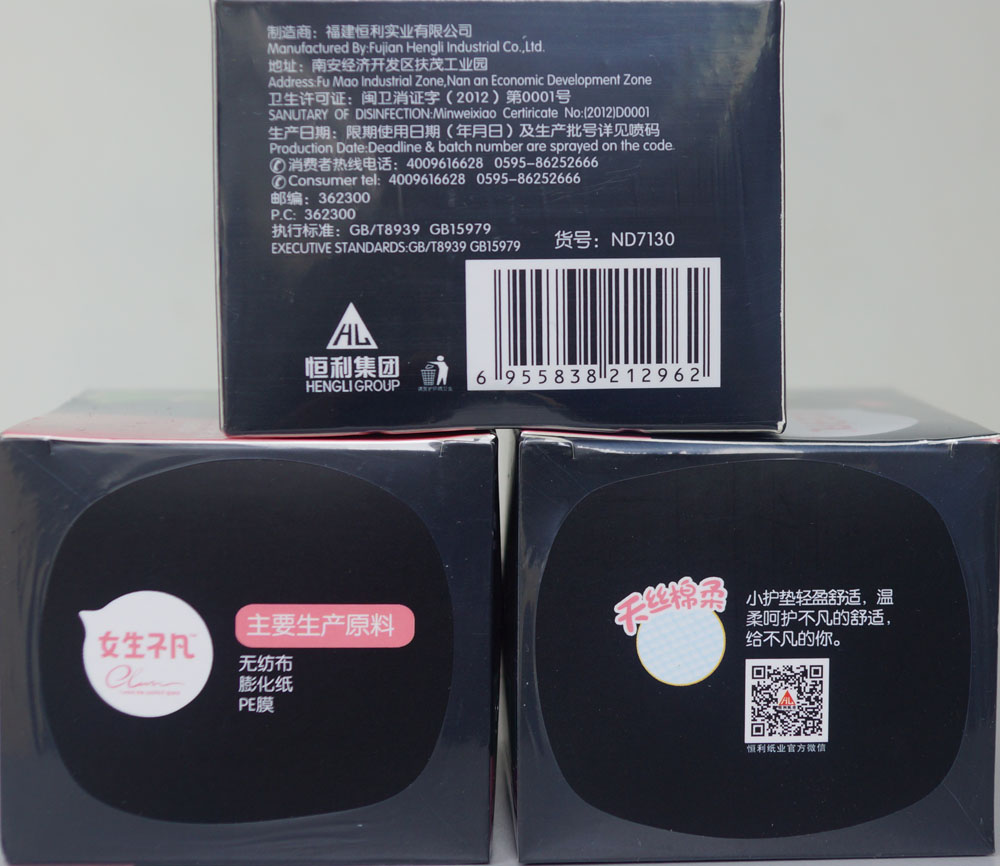 制造商：福建恒利实业有限公司
Manufactured By:Fujian Hengli Industrial Co.,Ltd.
地址：南安经济开发区扶茂工业园
Address:Fu Mao Industrial Zone,Nan an Economic Development Zone
卫生许可证：闽卫消证字（2012）第0001号
SANUTARY OF DISINFECTION:Minweixiao Certiricate No:(2012)D0001
生产日期：限期使用日期（年月日）及生产批号详见喷码
Production Date:Deadline & batch number are sprayed on the code.
消费者热线电话：4009616628 0595-86252666
Consumer tel: 4009616628 0595-86252666
邮编：362300
P.C: 362300
执行标准：GB/T8939 GB15979
EXECUTIVE STANDARDS:GB/T8939 GB15979
货号：ND7130
HL
恒利集团
HENGLI GROUP
6 955838 212962
女生不凡™
主要生产原料
无纺布
膨化纸
PE膜
天丝棉柔
小护垫轻盈舒适，温
柔呵护不凡的舒适，
给不凡的你。
HL
恒利纸业官方微信